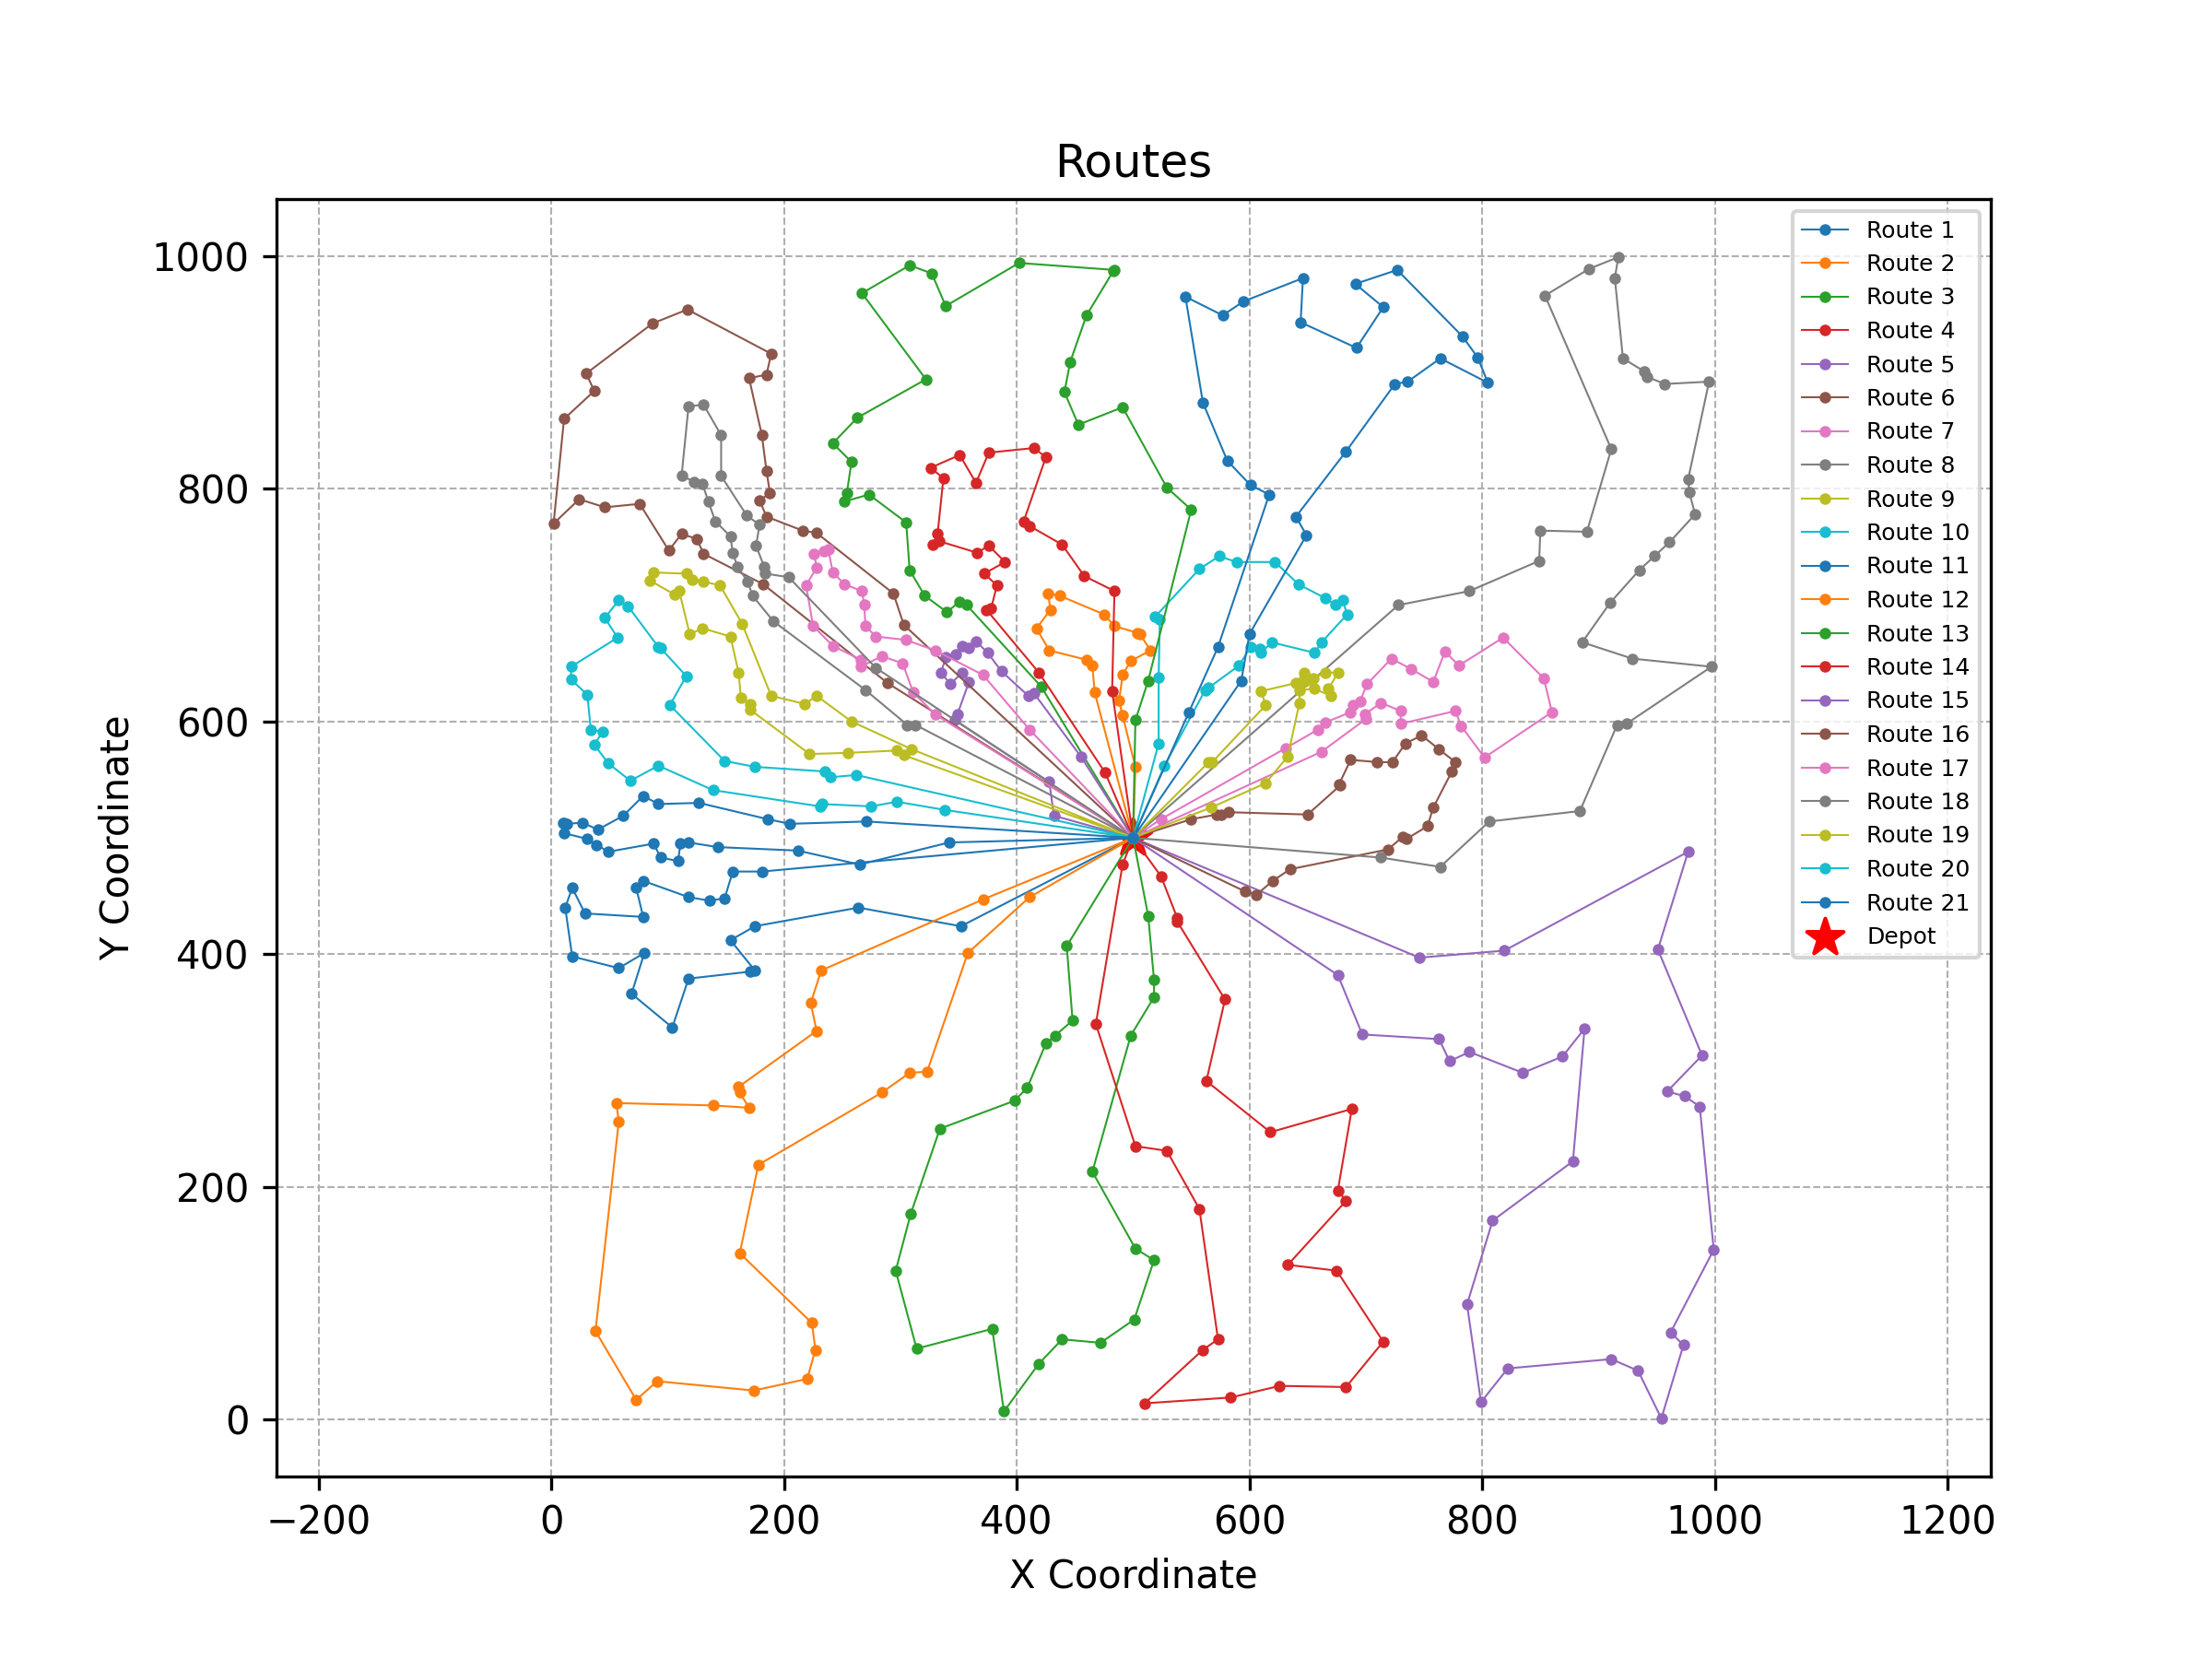 Routes
1000
800
600
400
200
0
−200
0
200
400
600
800
1000
1200
X Coordinate
Y Coordinate
Route 1
Route 2
Route 3
Route 4
Route 5
Route 6
Route 7
Route 8
Route 9
Route 10
Route 11
Route 12
Route 13
Route 14
Route 15
Route 16
Route 17
Route 18
Route 19
Route 20
Route 21
Depot